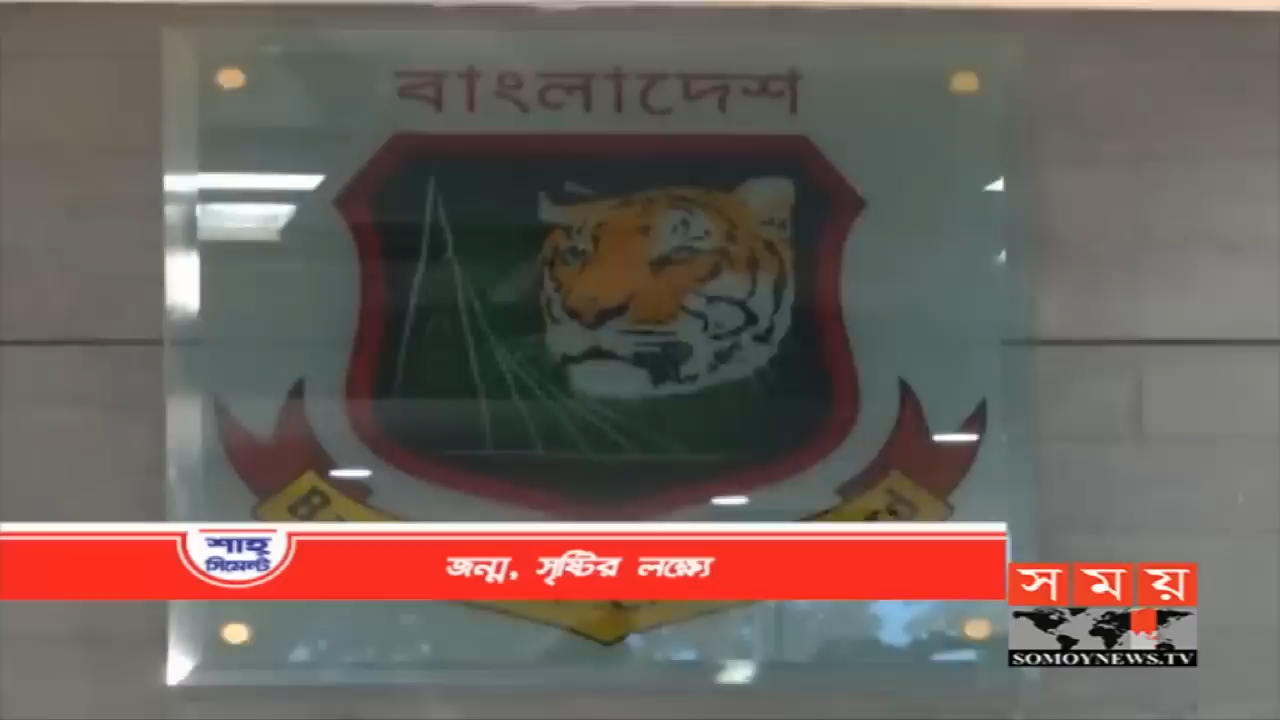 বাংলাদেশ
শাহ্
সিমেন্ট
জন্ম, সৃষ্টির লক্ষ্যে
সময়
SOMOYNEWS.TV